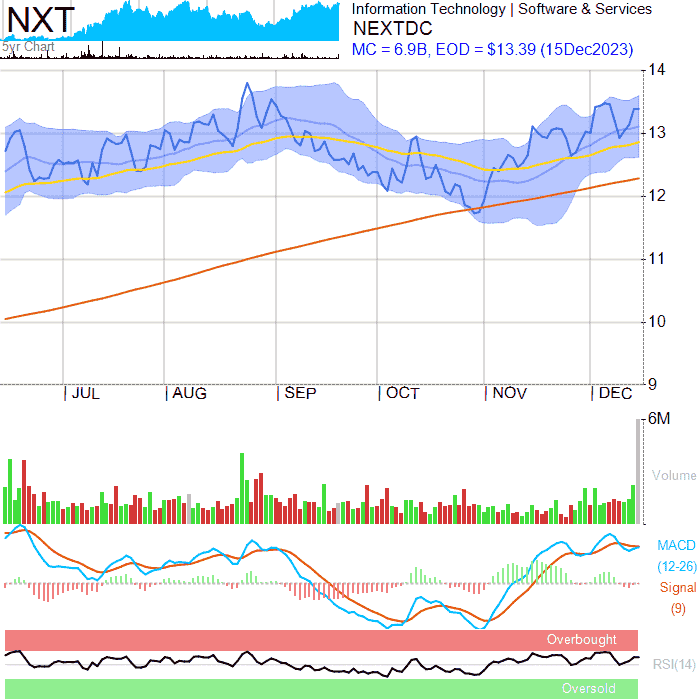 NXT
5yr Chart
Information Technology | Software & Services
NEXTDC
MC = 6.9B, EOD = $13.39 (15Dec2023)
14
13
12
11
10
9
| JUL | AUG | SEP | OCT | NOV | DEC
6M
Volume
MACD
(12-26)
Signal
(9)
Overbought
RSI(14)
Oversold